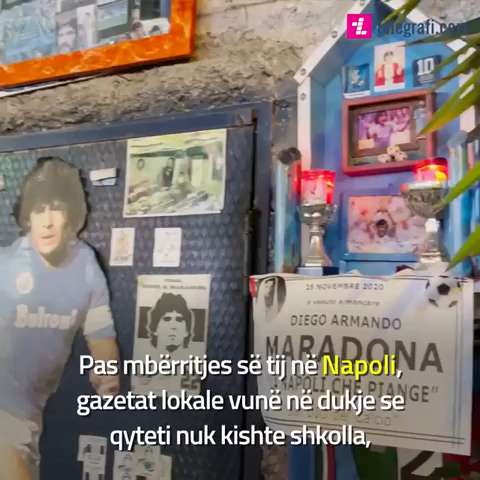 telegrafi.com
10
Buitoni
25 NOVEMBRE 2020
DIEGO ARMANDO
MARADONA
NAPOLI CHE PIANGE"
Pas mbërritjes së tij në Napoli,
gazetat lokale vunë në dukje se
qyteti nuk kishte shkolla,